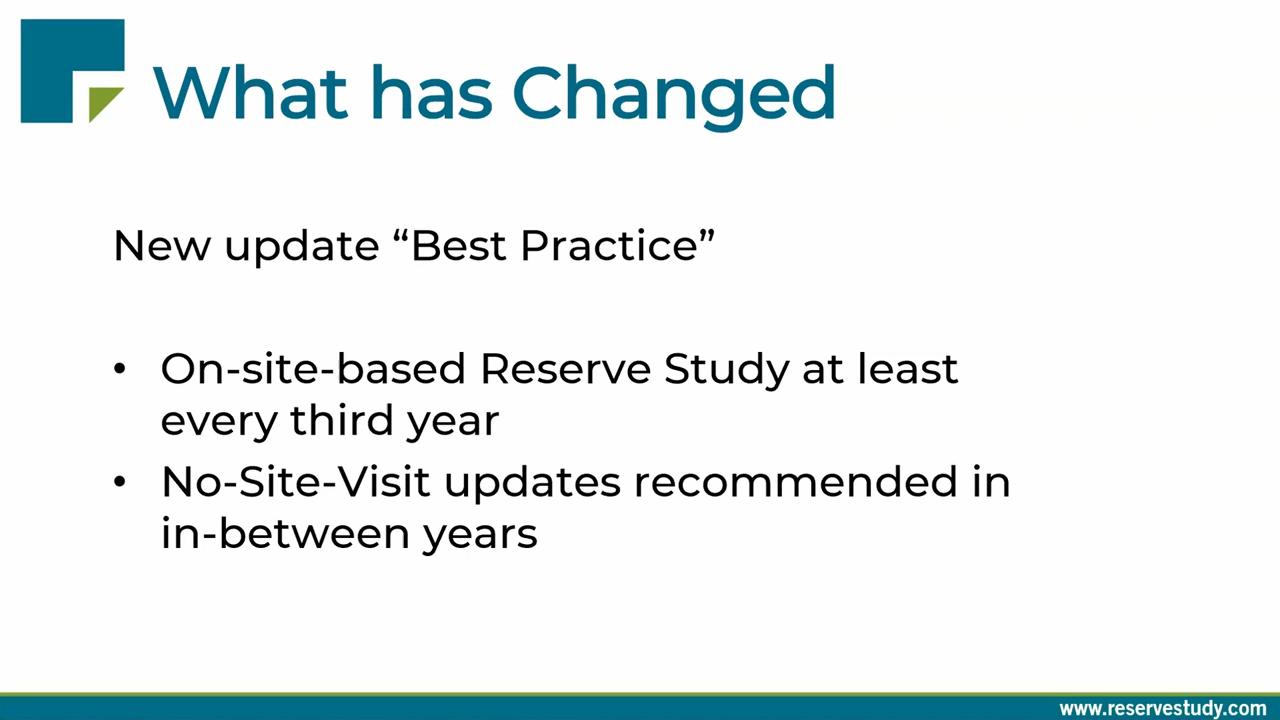 What has Changed
New update “Best Practice”
• On-site-based Reserve Study at least
every third year
• No-Site-Visit updates recommended in
in-between years
www.reservestudy.com